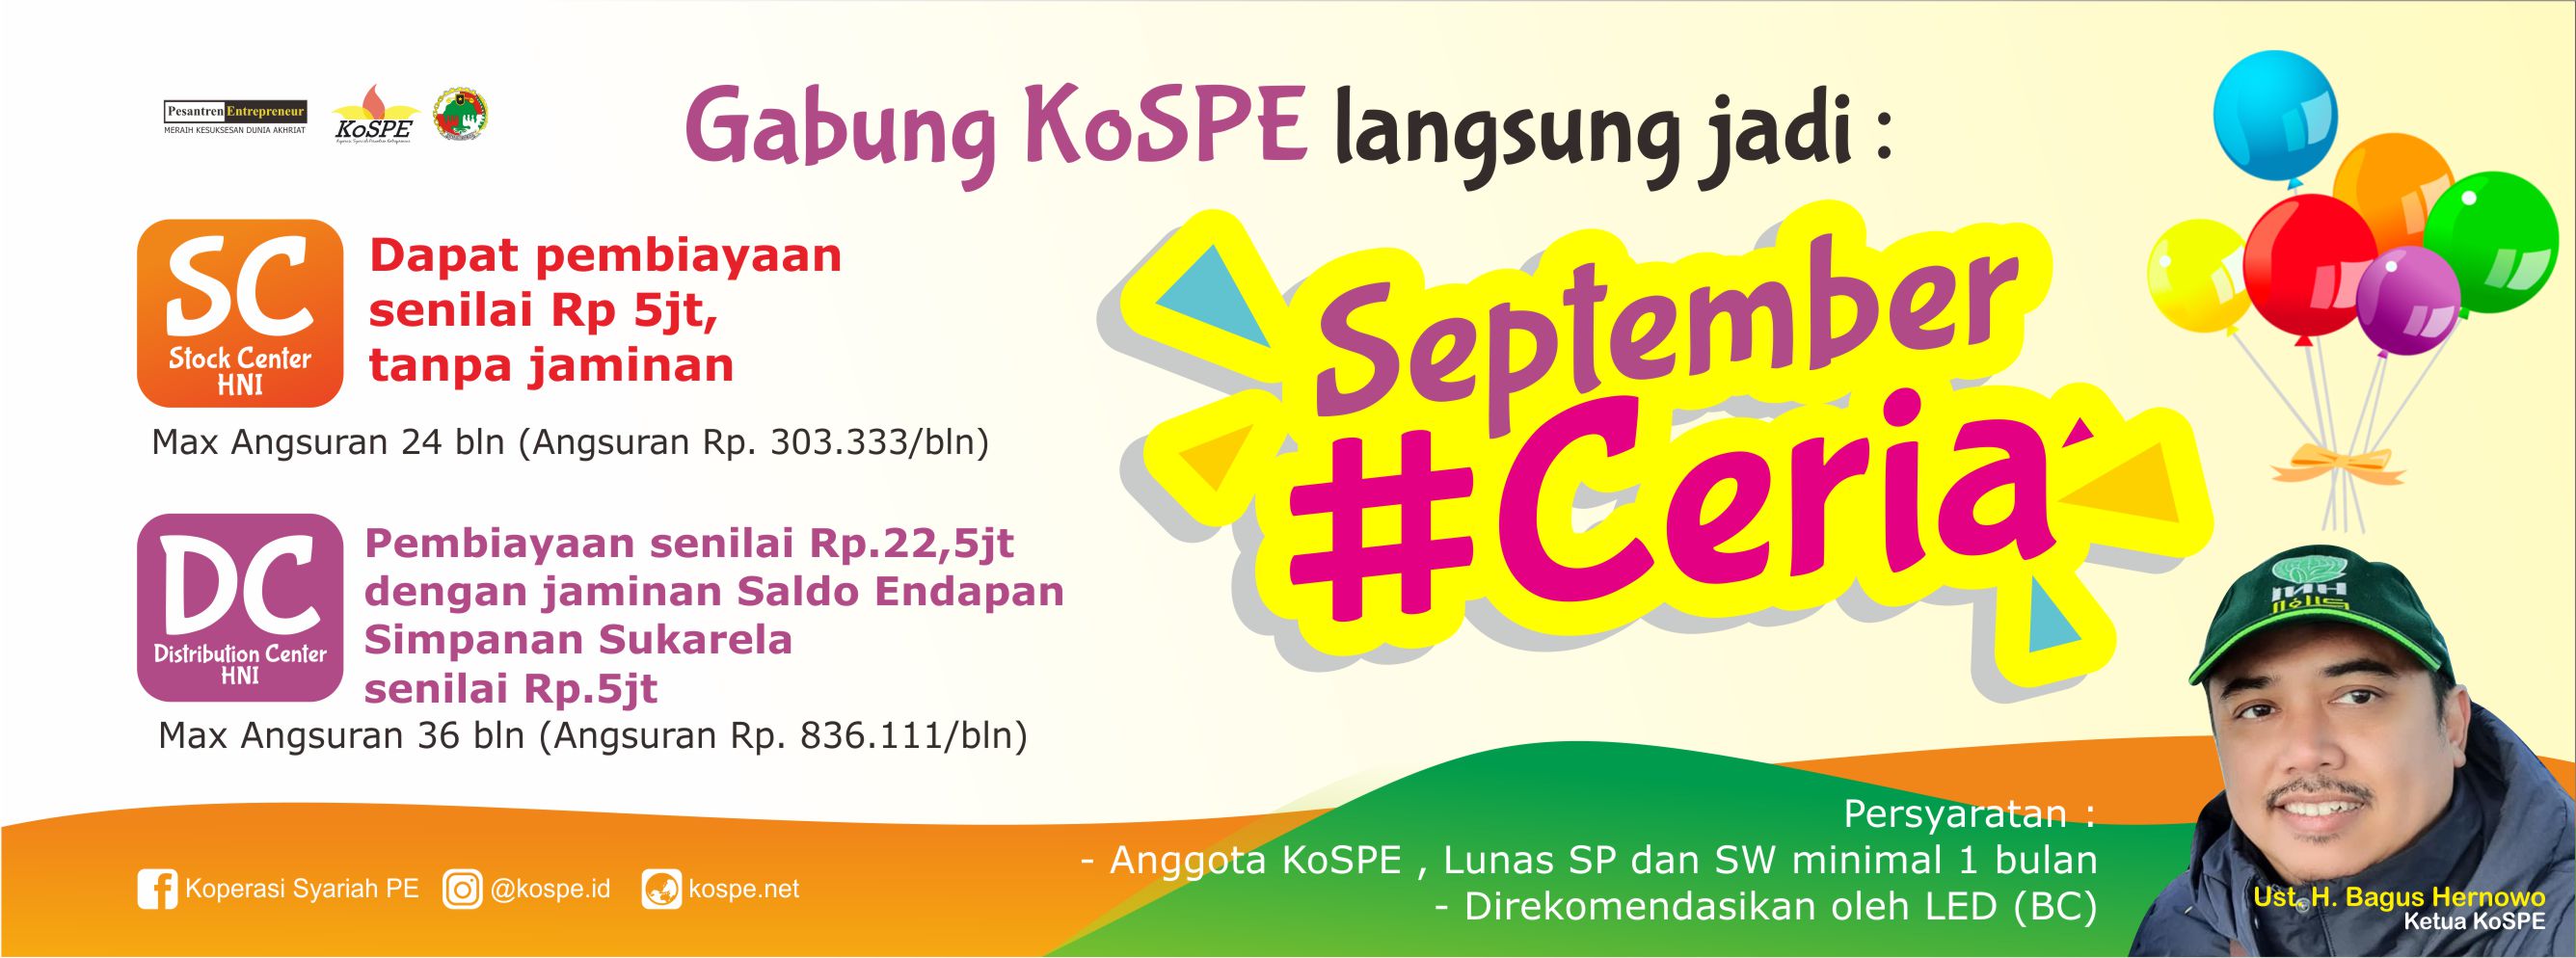 Pesantren Entrepreneur
MERAIH KESUKSESAN DUNIA AKHRIAT
KoSPE
Gabung KoSPE langsung jadi :
SC
Stock Center
HNI
Dapat pembiayaan
senilai Rp 5jt,
tanpa jaminan
Max Angsuran 24 bln (Angsuran Rp. 303.333/bln)
DC
Distribution Center
HNI
Pembiayaan senilai Rp.22,5jt
dengan jaminan Saldo Endapan
Simpanan Sukarela
senilai Rp.5jt
Max Angsuran 36 bln (Angsuran Rp. 836.111/bln)
September
#Ceria
Persyaratan :
- Anggota KoSPE , Lunas SP dan SW minimal 1 bulan
- Direkomendasikan oleh LED (BC)
Koperasi Syariah PE
@kospe.id
kospe.net
Ust. H. Bagus Hernowo
Ketua KoSPE